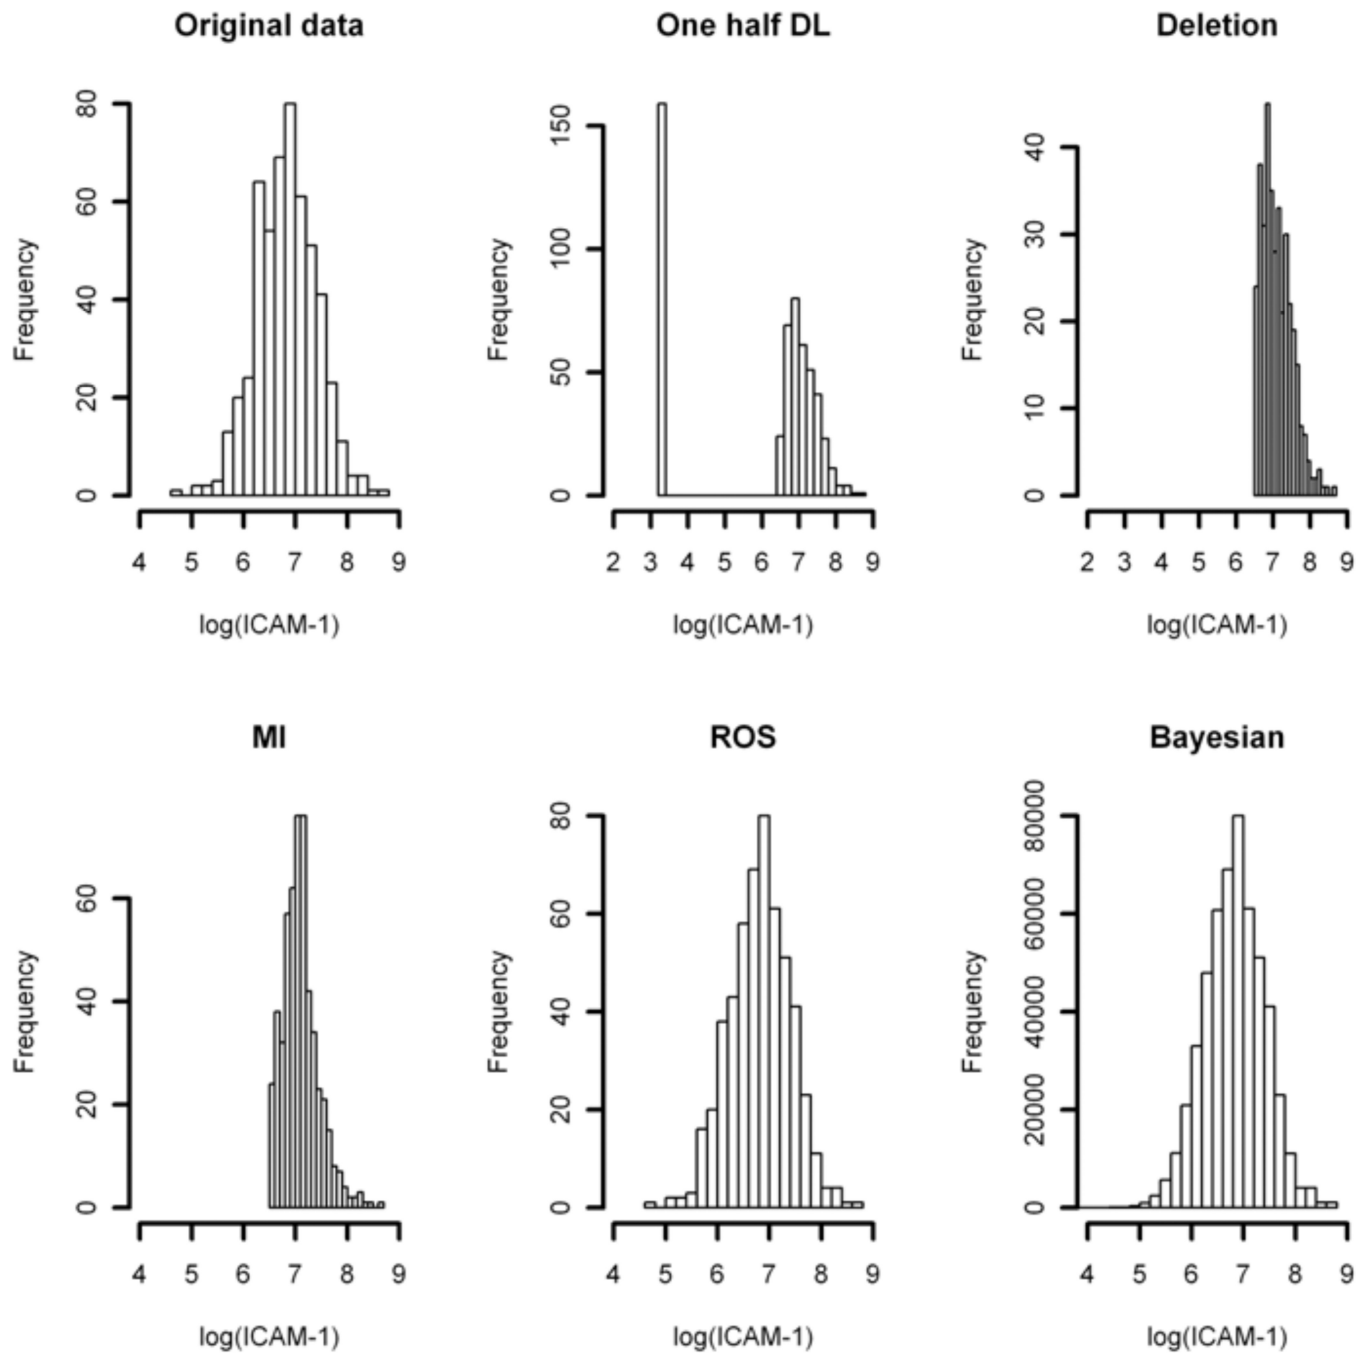 Original data
One half DL
Deletion
Frequency
0 20 40 60 80
4 5 6 7 8 9
log(ICAM-1)
Frequency
0 50 100 150
2 3 4 5 6 7 8 9
log(ICAM-1)
Frequency
0 10 20 30 40
2 3 4 5 6 7 8 9
log(ICAM-1)
MI
ROS
Bayesian
Frequency
0 20 40 60
4 5 6 7 8 9
log(ICAM-1)
Frequency
0 20 40 60 80
4 5 6 7 8 9
log(ICAM-1)
Frequency
0 20000 40000 60000 80000
4 5 6 7 8 9
log(ICAM-1)